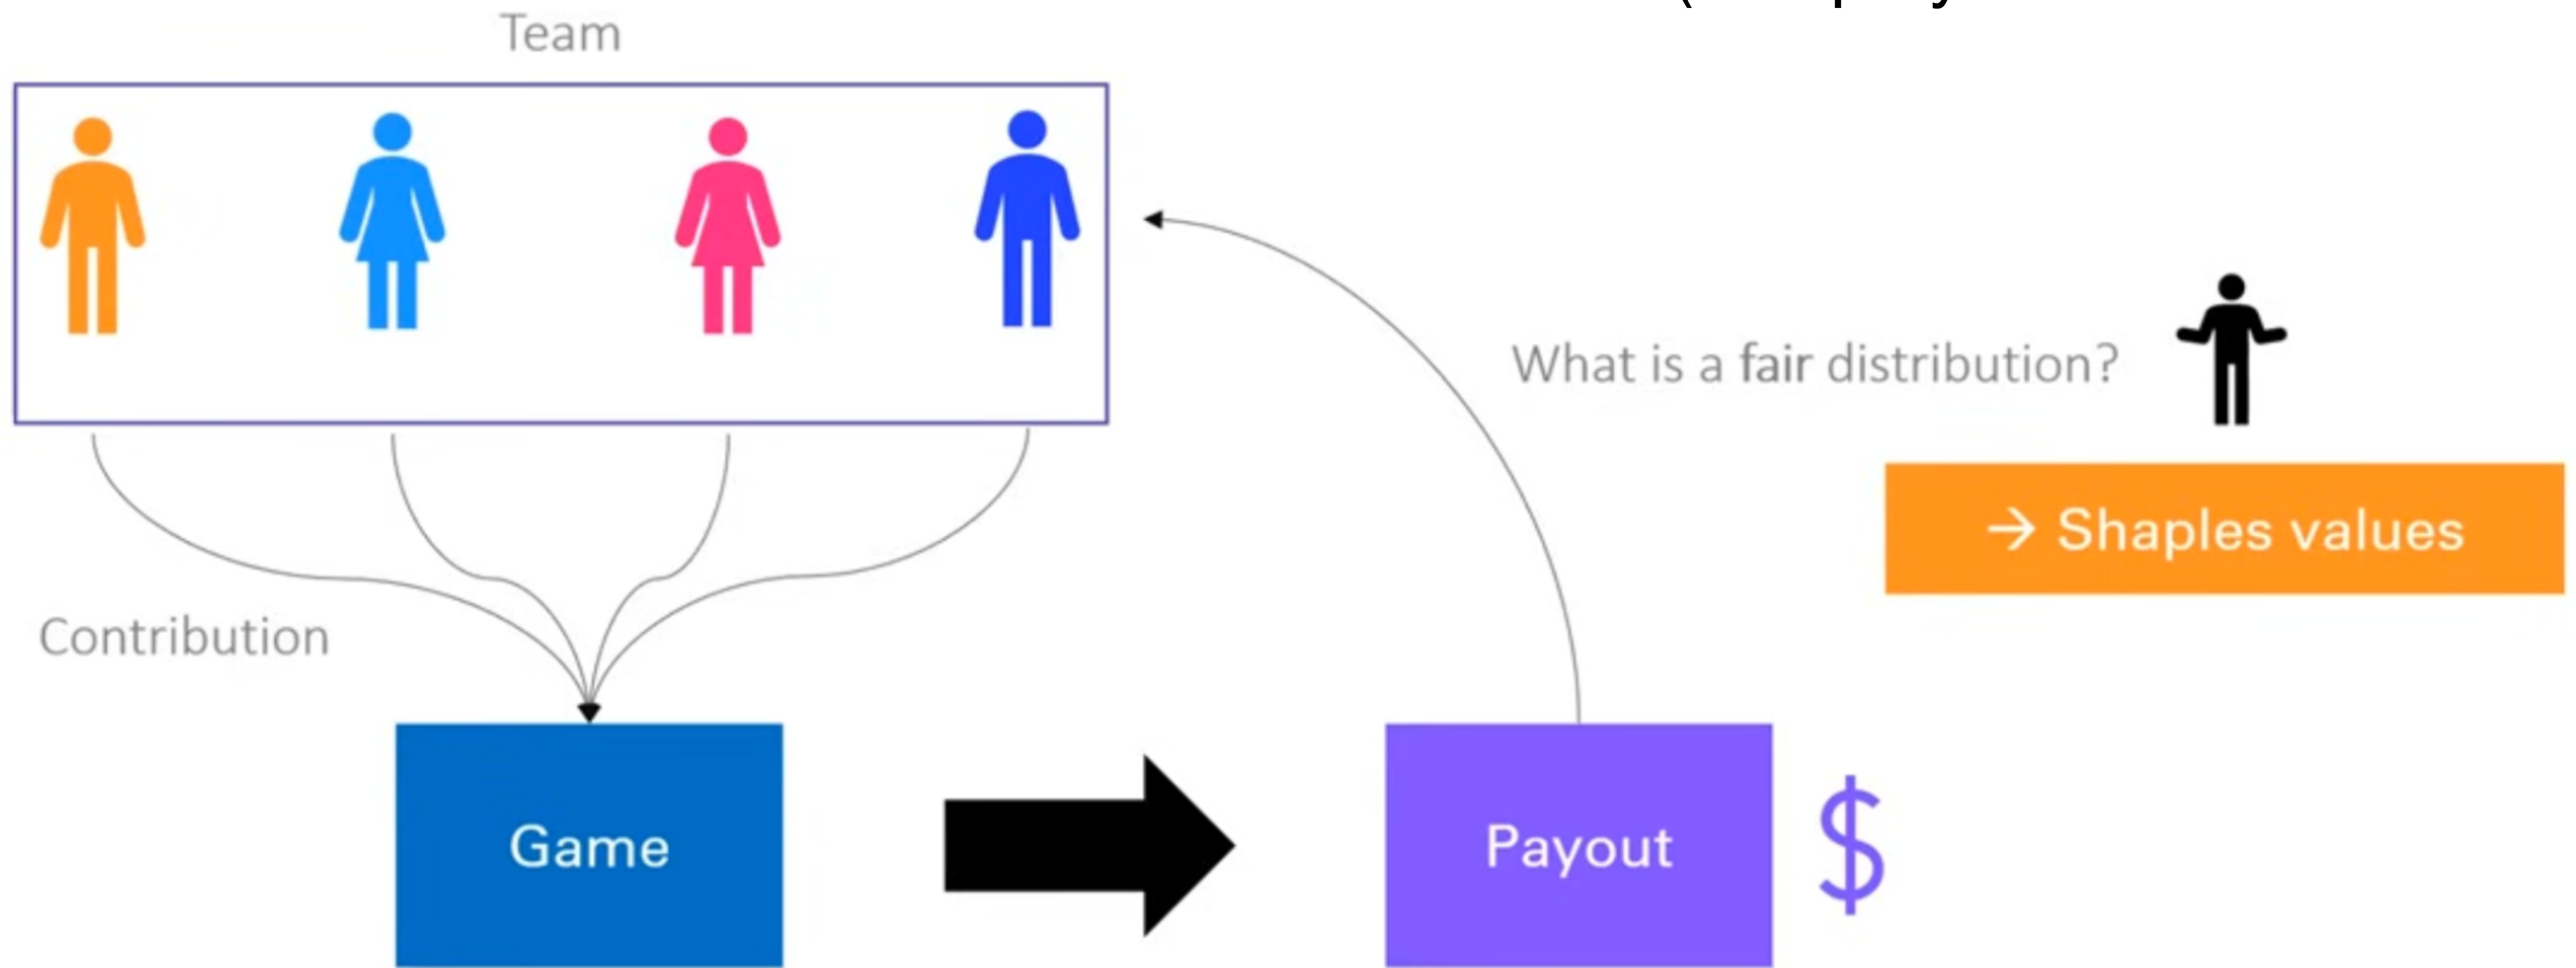 Team
What is a fair distribution?
→ Shaples values
Contribution
Game
Payout
$